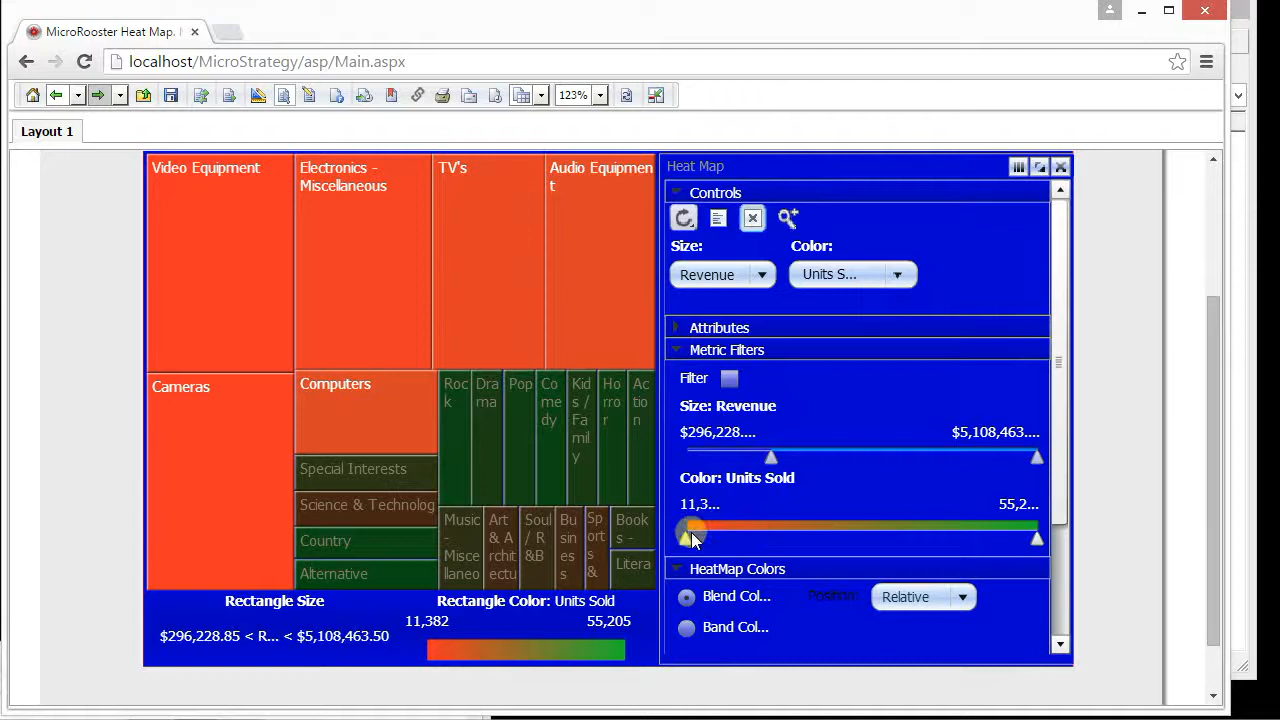 MicroRooster Heat Map.
localhost/MicroStrategy/asp/Main.aspx
123%
Layout 1
Video Equipment
Electronics -
Miscellaneous
TV's
Audio Equipmen
t
Cameras
Computers
Special Interests
Science & Technolog
Country
Alternative
Roc
k
Dra
ma
Pop
Co
me
dy
Kid
s /
Fa
mil
y
Ho
rro
r
Ac
tio
n
Music
-
Misce
llaneo
Art
& A
rchit
ectu
Soul
/ R
&B
Bu
sin
es
s
Sp
ort
s
&
Book
s -
Litera
Rectangle Size
$296,228.85 < R... < $5,108,463.50
Rectangle Color: Units Sold
11,382
55,205
Heat Map
Controls
Size:
Color:
Revenue
Units S...
Attributes
Metric Filters
Filter
Size: Revenue
$296,228....
$5,108,463....
Color: Units Sold
11,3...
55,2...
HeatMap Colors
Blend Col...
Position:
Relative
Band Col...